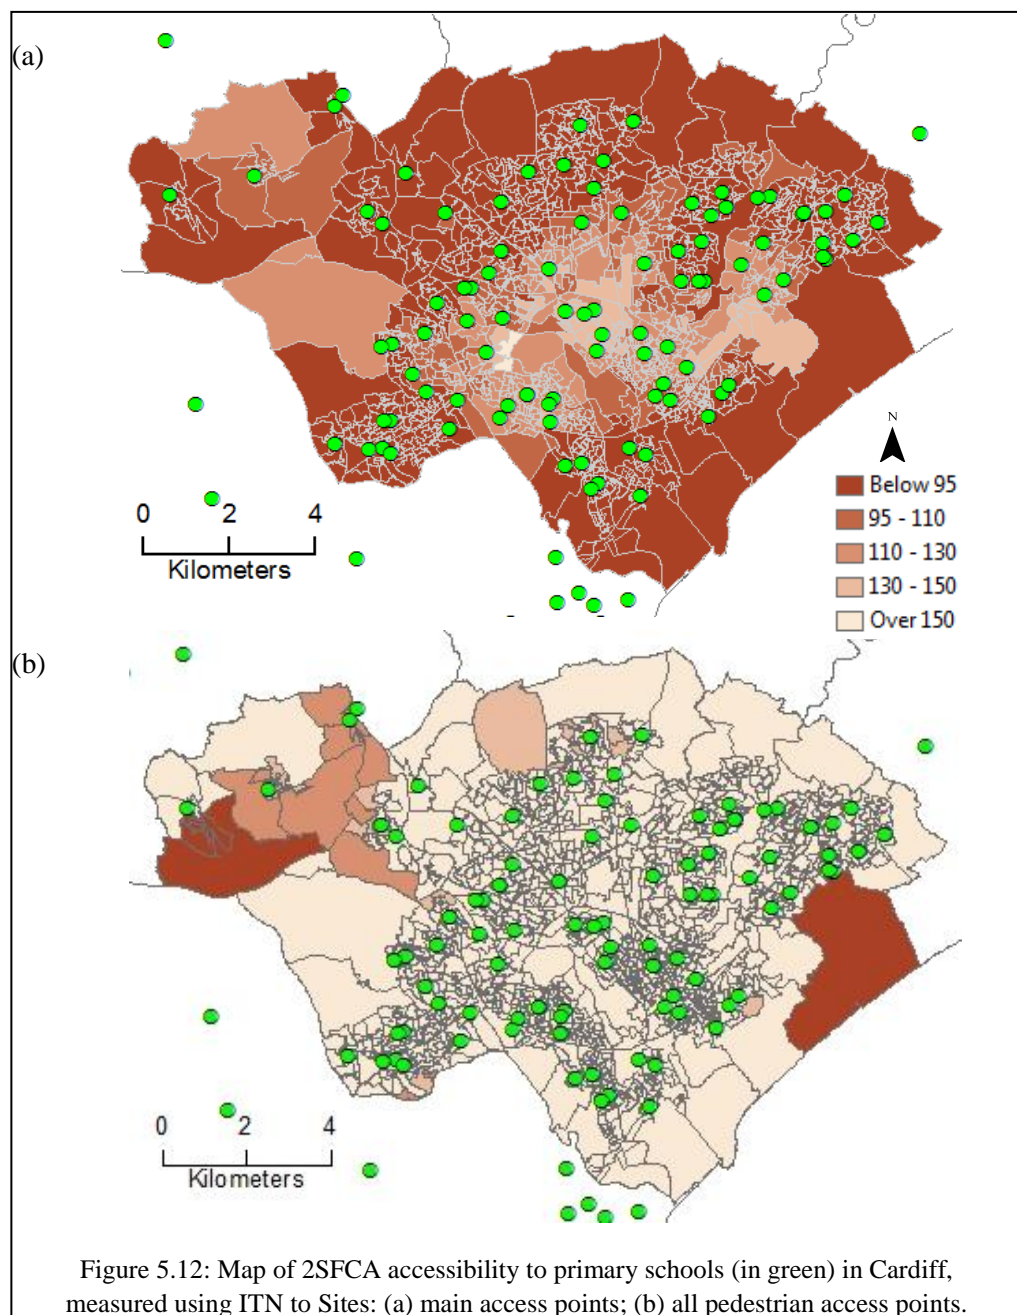 (a)
N
Below 95
95 - 110
110 - 130
130 - 150
Over 150
0 2 4
Kilometers
(b)
0 2 4
Kilometers
Figure 5.12: Map of 2SFCA accessibility to primary schools (in green) in Cardiff,
measured using ITN to Sites: (a) main access points; (b) all pedestrian access points.